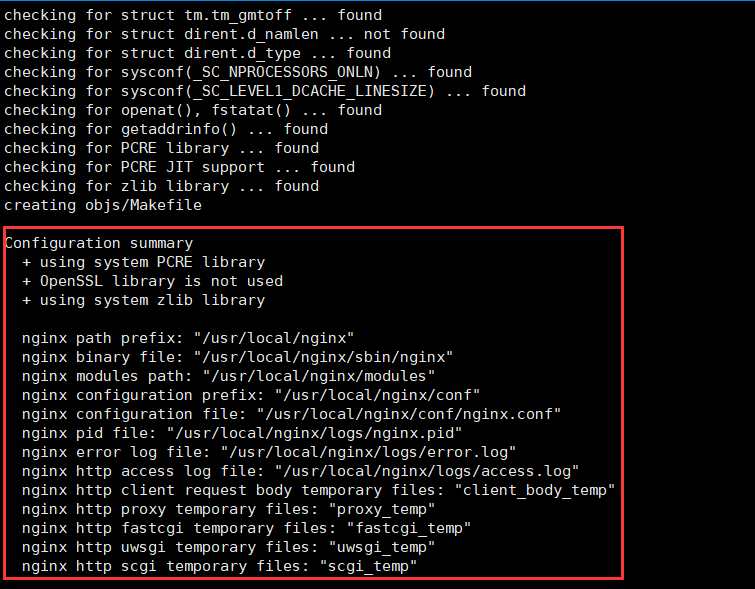 checking for struct tm.tm_gmtoff ... found
checking for struct dirent.d_namlen ... not found
checking for struct dirent.d_type ... found
checking for sysconf(_SC_NPROCESSORS_ONLN) ... found
checking for sysconf(_SC_LEVEL1_DCACHE_LINESIZE) ... found
checking for openat(), fstatat() ... found
checking for getaddrinfo() ... found
checking for PCRE library ... found
checking for PCRE JIT support ... found
checking for zlib library ... found
creating objs/Makefile

Configuration summary
  + using system PCRE library
  + OpenSSL library is not used
  + using system zlib library

  nginx path prefix: "/usr/local/nginx"
  nginx binary file: "/usr/local/nginx/sbin/nginx"
  nginx modules path: "/usr/local/nginx/modules"
  nginx configuration prefix: "/usr/local/nginx/conf"
  nginx configuration file: "/usr/local/nginx/conf/nginx.conf"
  nginx pid file: "/usr/local/nginx/logs/nginx.pid"
  nginx error log file: "/usr/local/nginx/logs/error.log"
  nginx http access log file: "/usr/local/nginx/logs/access.log"
  nginx http client request body temporary files: "client_body_temp"
  nginx http proxy temporary files: "proxy_temp"
  nginx http fastcgi temporary files: "fastcgi_temp"
  nginx http uwsgi temporary files: "uwsgi_temp"
  nginx http scgi temporary files: "scgi_temp"